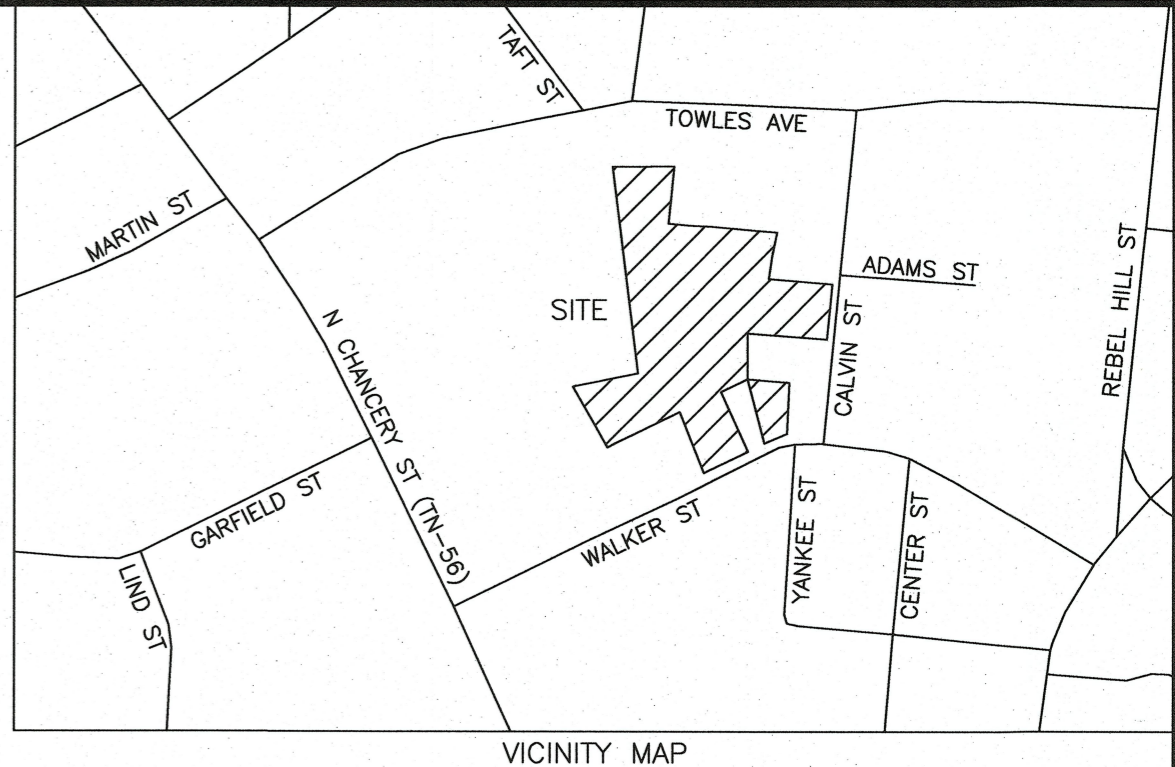 TAFT ST
TOWLES AVE
MARTIN ST
REBEL HILL ST
ADAMS ST
SITE
CALVIN ST
N CHANCERY ST (TN-56)
GARFIELD ST
WALKER ST
YANKEE ST
CENTER ST
LIND ST
VICINITY MAP